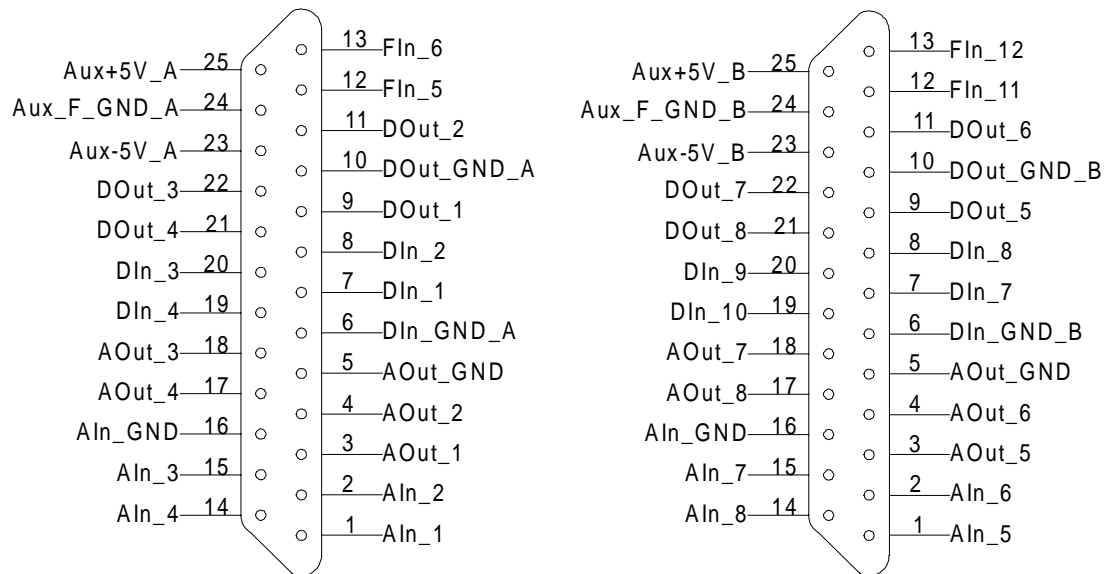 13 FIn_6
Aux+5V_A 25
12 FIn_5
Aux_F_GND_A 24
11 DOut_2
Aux-5V_A 23
10 DOut_GND_A
DOut_3 22
9 DOut_1
DOut_4 21
8 DIn_2
DIn_3 20
7 DIn_1
DIn_4 19
6 DIn_GND_A
AOut_3 18
5 AOut_GND
AOut_4 17
4 AOut_2
AIn_GND 16
3 AOut_1
AIn_3 15
2 AIn_2
AIn_4 14
1 AIn_1
13 FIn_12
Aux+5V_B 25
12 FIn_11
Aux_F_GND_B 24
11 DOut_6
Aux-5V_B 23
10 DOut_GND_B
DOut_7 22
9 DOut_5
DOut_8 21
8 DIn_8
DIn_9 20
7 DIn_7
DIn_10 19
6 DIn_GND_B
AOut_7 18
5 AOut_GND
AOut_8 17
4 AOut_6
AIn_GND 16
3 AOut_5
AIn_7 15
2 AIn_6
AIn_8 14
1 AIn_5